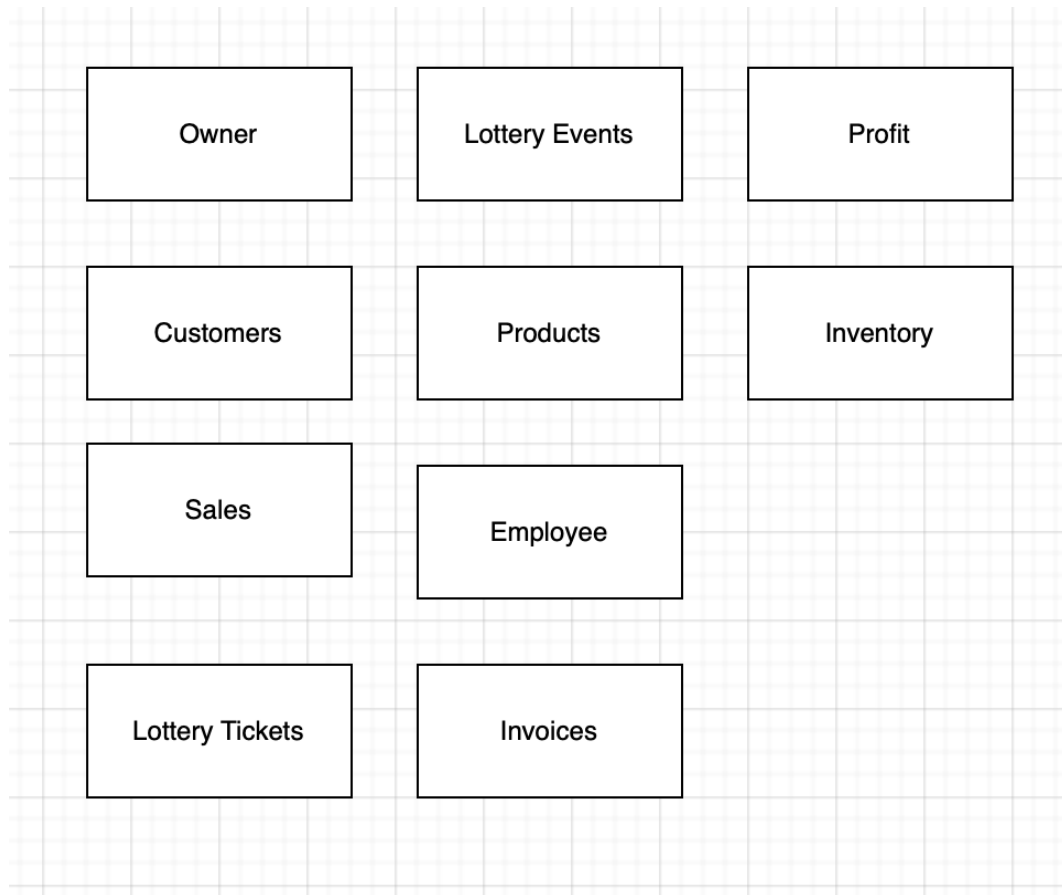 Owner
Lottery Events
Profit
Customers
Products
Inventory
Sales
Employee
Lottery Tickets
Invoices